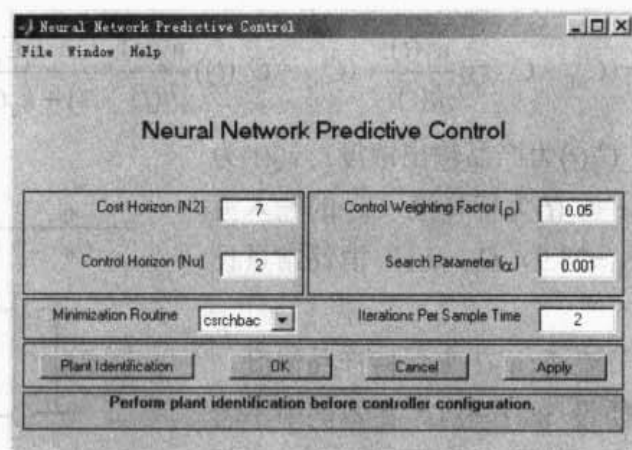 Neural Network Predictive Control
File Window Help
Neural Network Predictive Control
Cost Horizon (N2) 7 Control Weighting Factor (ρ) 0.05
Control Horizon (Nu) 2 Search Parameter (α) 0.001
Minimization Routine csrchbac Iterations Per Sample Time 2
Plant Identification OK Cancel Apply
Perform plant identification before controller configuration.